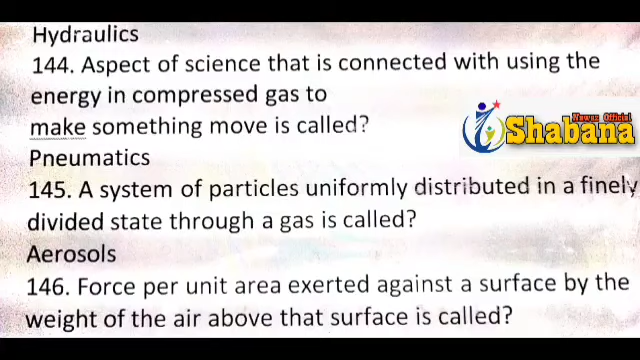 Hydraulics
144. Aspect of science that is connected with using the
energy in compressed gas to
make something move is called?
Nawaz Official
Shabana
Pneumatics
145. A system of particles uniformly distributed in a finely
divided state through a gas is called?
Aerosols
146. Force per unit area exerted against a surface by the
weight of the air above that surface is called?